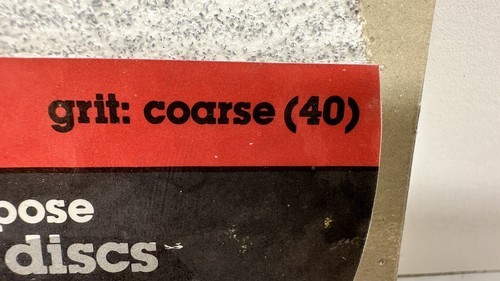 grit: coarse (40)
pose
discs